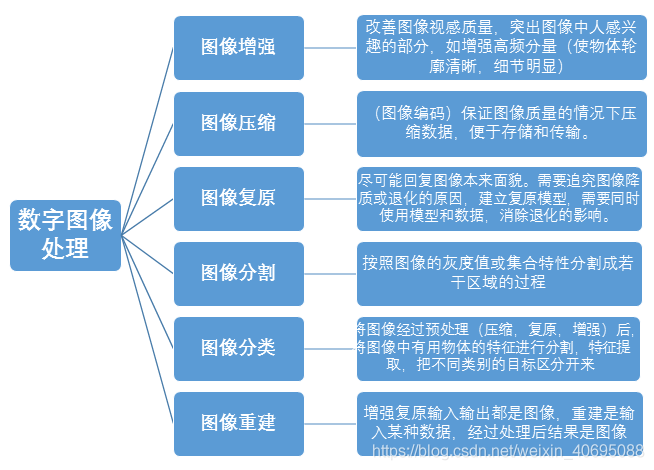 数字图像
处理
图像增强
改善图像视感质量，突出图像中人感兴
趣的部分，如增强高频分量（使物体轮
廓清晰，细节明显）
图像压缩
（图像编码）保证图像质量的情况下压
缩数据，便于存储和传输。
图像复原
尽可能回复图像本来面貌。需要追究图像降
质或退化的原因，建立复原模型，需要同时
使用模型和数据，消除退化的影响。
图像分割
按照图像的灰度值或集合特性分割成若
干区域的过程
图像分类
将图像经过预处理（压缩，复原，增强）后，
将图像中有用物体的特征进行分割，特征提
取，把不同类别的目标区分开来
图像重建
增强复原输入输出都是图像，重建是输
入某种数据，经过处理后结果是图像
https://blog.csdn.net/weixin_40695088